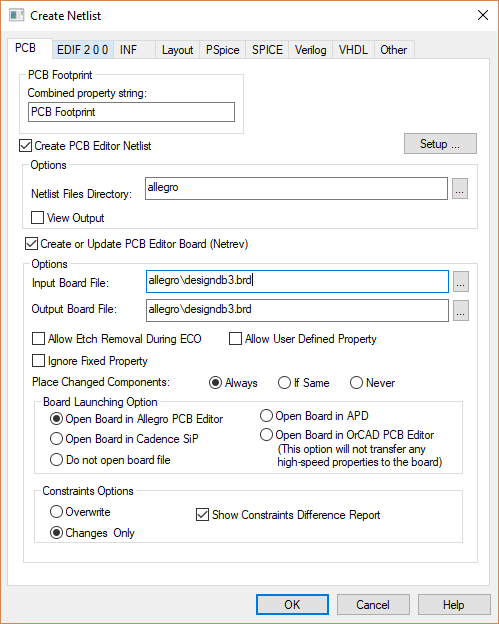 Create Netlist
PCB EDIF 2 0 0 INF Layout PSpice SPICE Verilog VHDL Other
PCB Footprint
Combined property string:
PCB Footprint
Create PCB Editor Netlist
Setup ...
Options
Netlist Files Directory: allegro ...
View Output
Create or Update PCB Editor Board (Netrev)
Options
Input Board File: allegro\designdb3.brd ...
Output Board File: allegro\designdb3.brd ...
Allow Etch Removal During ECO Allow User Defined Property
Ignore Fixed Property
Place Changed Components: Always If Same Never
Board Launching Option
Open Board in Allegro PCB Editor
Open Board in Cadence SiP
Do not open board file
Open Board in APD
Open Board in OrCAD PCB Editor
(This option will not transfer any
high-speed properties to the board)
Constraints Options
Overwrite
Changes Only
Show Constraints Difference Report
OK Cancel Help